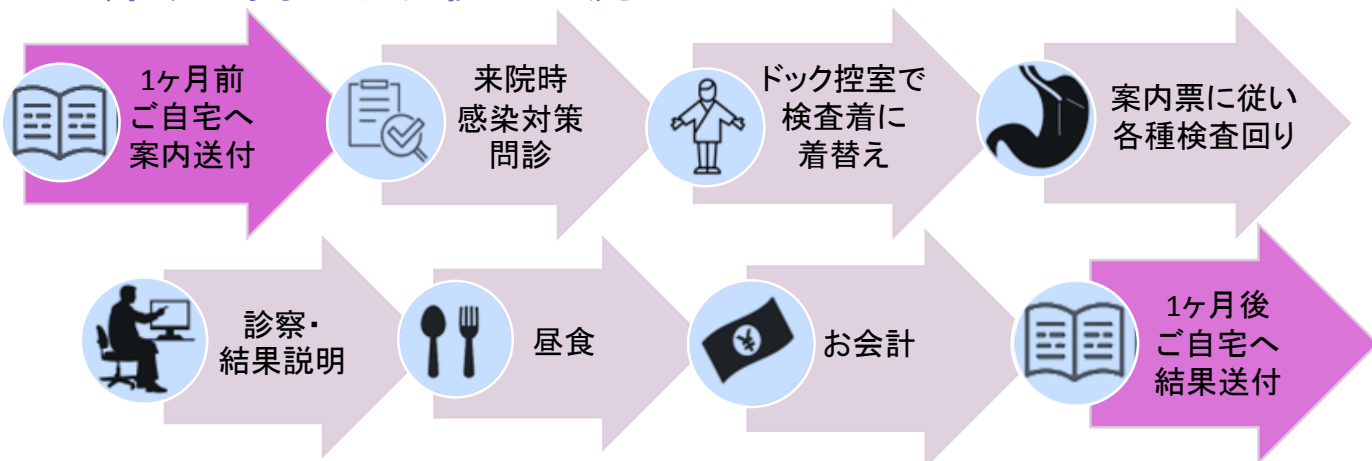 1ヶ月前
ご自宅へ
案内送付
来院時
感染対策
問診
ドック控室で
検査着に
着替え
案内票に従い
各種検査回り
診察・
結果説明
昼食
お会計
1ヶ月後
ご自宅へ
結果送付